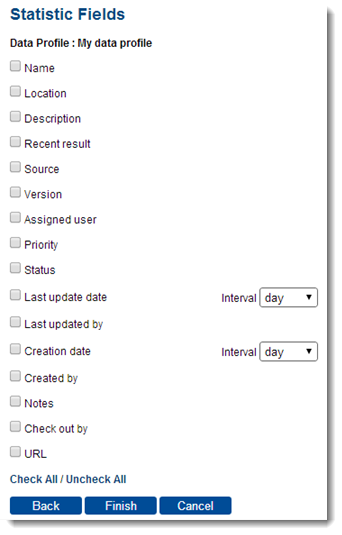 Statistic Fields
Data Profile : My data profile
Name
Location
Description
Recent result
Source
Version
Assigned user
Priority
Status
Last update date Interval day
Last updated by
Creation date Interval day
Created by
Notes
Check out by
URL
Check All / Uncheck All
Back Finish Cancel